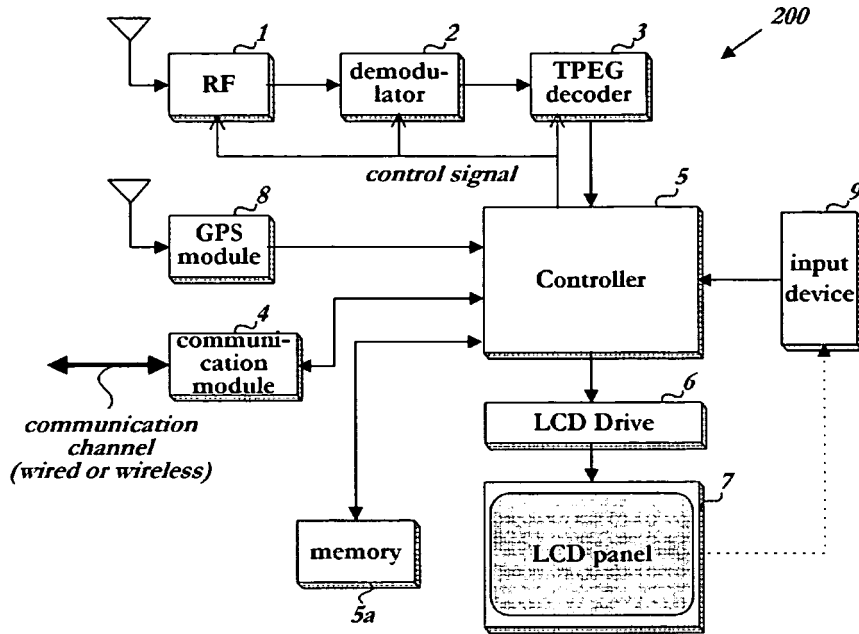 200
1
RF
2
demodu-
lator
3
TPEG
decoder
control signal
8
GPS
module
5
Controller
9
input
device
4
communi-
cation
module
communication
channel
(wired or wireless)
6
LCD Drive
7
LCD panel
memory
5a